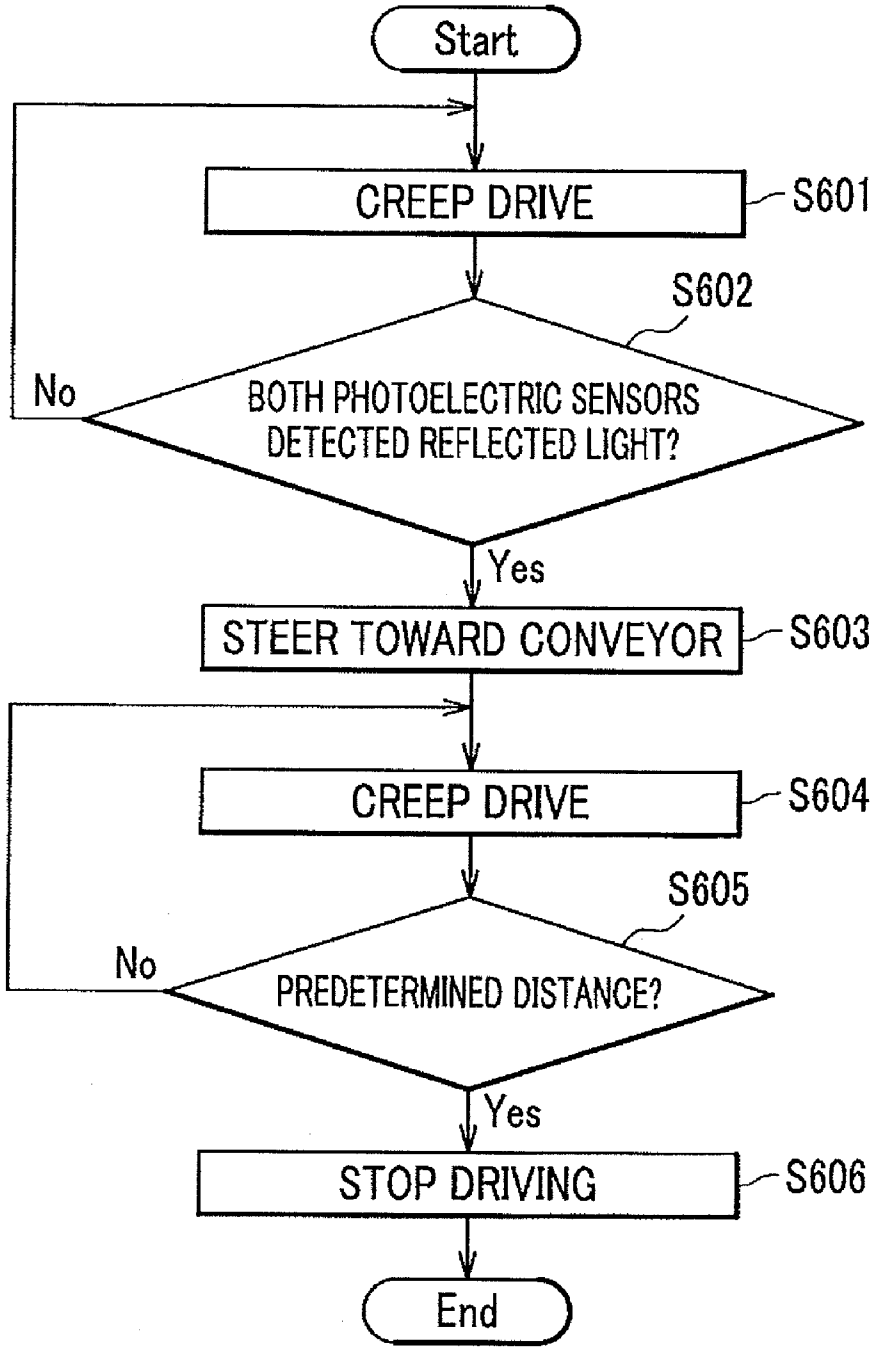 Start
CREEP DRIVE
S601
S602
No
BOTH PHOTOELECTRIC SENSORS
DETECTED REFLECTED LIGHT?
Yes
STEER TOWARD CONVEYOR
S603
CREEP DRIVE
S604
S605
No
PREDETERMINED DISTANCE?
Yes
STOP DRIVING
S606
End